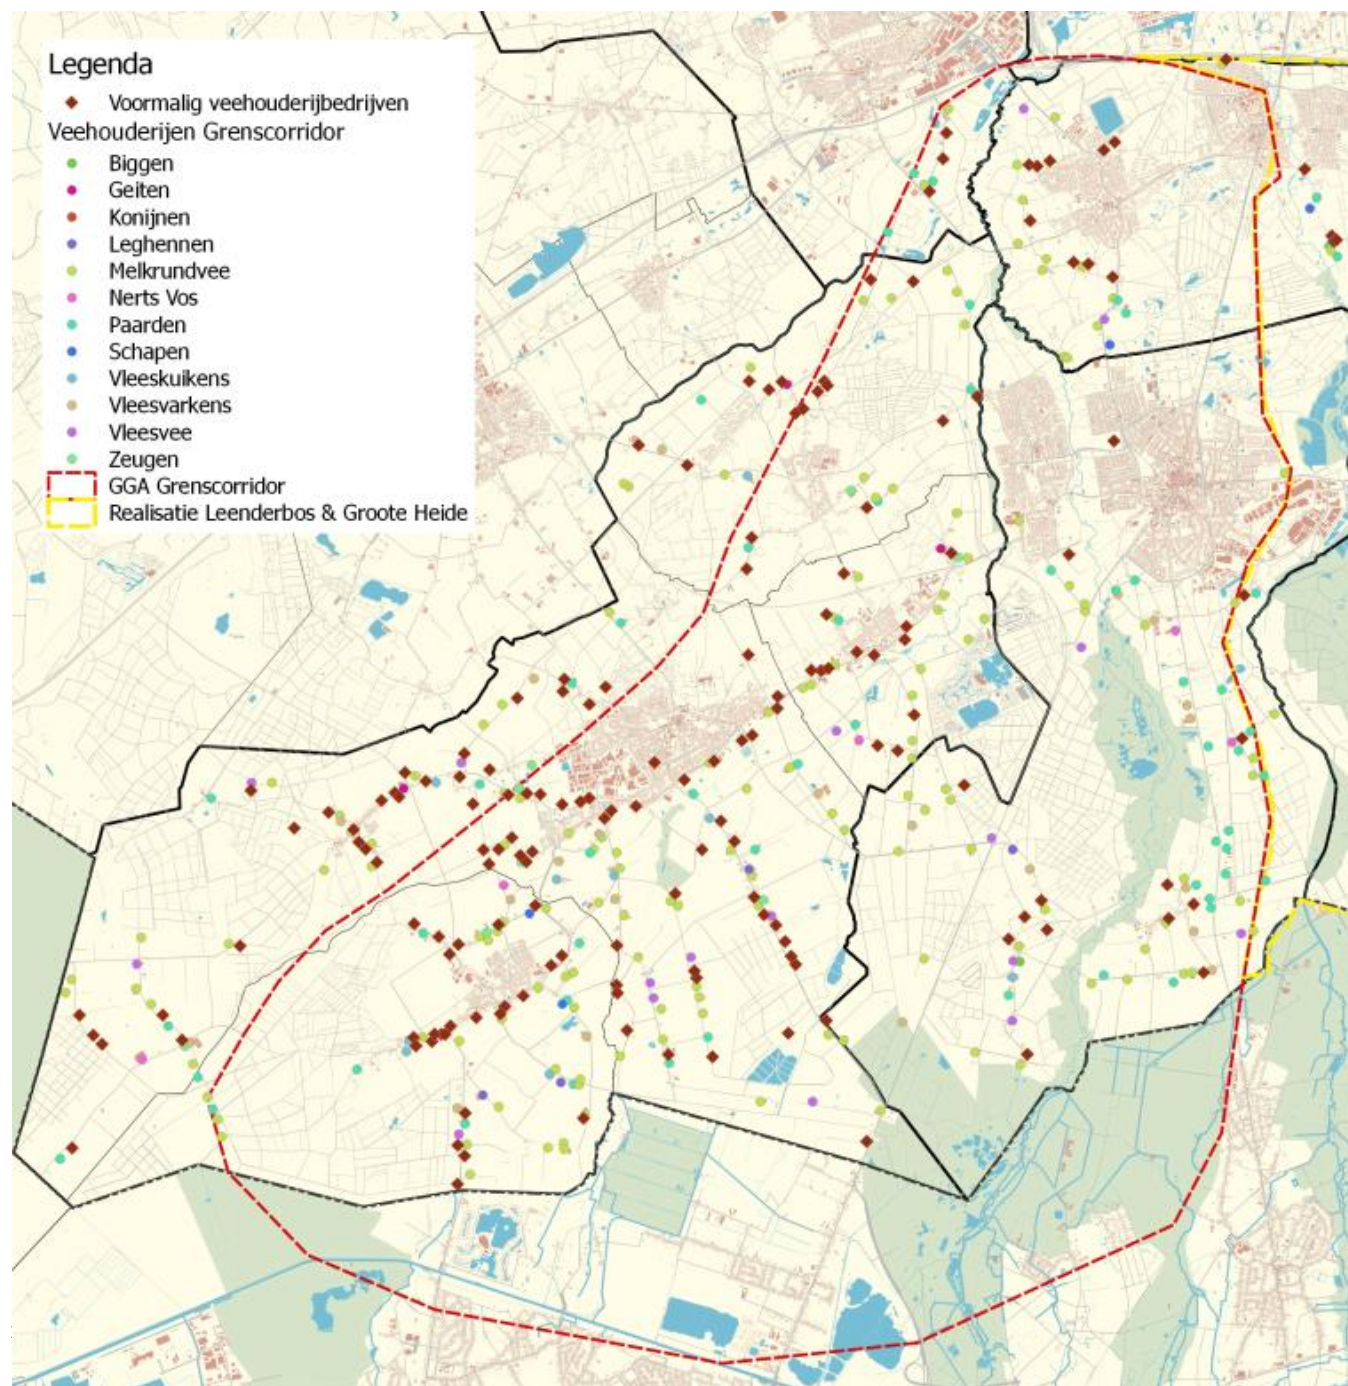 Legenda
Voormalig veehouderijbedrijven
Veehouderijen Grenscorridor
Biggen
Geiten
Konijnen
Leghennen
Melkrundvee
Nerts Vos
Paarden
Schapen
Vleeskuikens
Vleesvarkens
Vleesvee
Zeugen
GGA Grenscorridor
Realisatie Leenderbos & Groote Heide